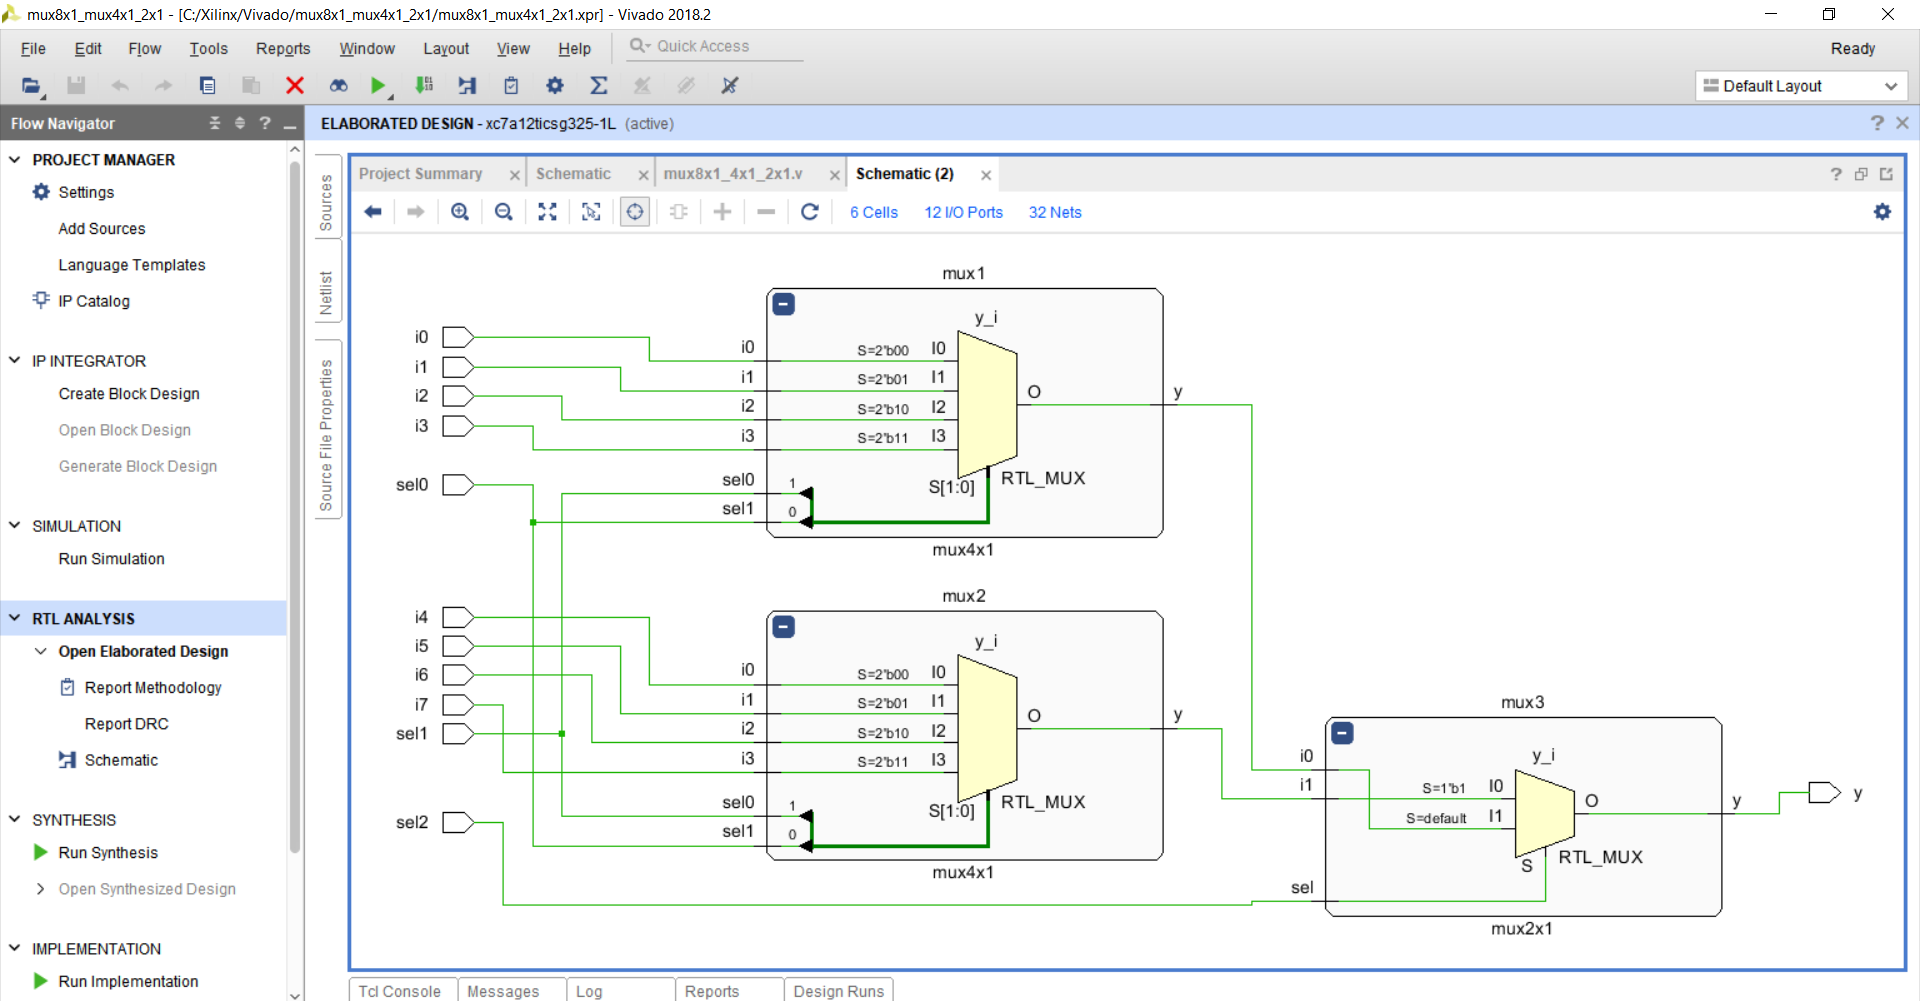 mux8x1_mux4x1_2x1 - [C:/Xilinx/Vivado/mux8x1_mux4x1_2x1/mux8x1_mux4x1_2x1.xpr] - Vivado 2018.2
File Edit Flow Tools Reports Window Layout View Help Quick Access Ready
Default Layout
Flow Navigator
ELABORATED DESIGN - xc7a12ticsg325-1L (active)
PROJECT MANAGER
Settings
Add Sources
Language Templates
IP Catalog
IP INTEGRATOR
Create Block Design
Open Block Design
Generate Block Design
SIMULATION
Run Simulation
RTL ANALYSIS
Open Elaborated Design
Report Methodology
Report DRC
Schematic
SYNTHESIS
Run Synthesis
Open Synthesized Design
IMPLEMENTATION
Run Implementation
Sources
Netlist
Source File Properties
Project Summary
Schematic
mux8x1_4x1_2x1.v
Schematic (2)
6 Cells 12 I/O Ports 32 Nets
i0
i1
i2
i3
sel0
i4
i5
i6
i7
sel1
sel2
mux1
y_i
i0 S=2'b00 I0
i1 S=2'b01 I1
i2 S=2'b10 I2
i3 S=2'b11 I3
O
y
sel0 1
sel1 0
S[1:0]
RTL_MUX
mux4x1
mux2
y_i
i0 S=2'b00 I0
i1 S=2'b01 I1
i2 S=2'b10 I2
i3 S=2'b11 I3
O
y
sel0 1
sel1 0
S[1:0]
RTL_MUX
mux4x1
mux3
y_i
i0
i1
S=1'b1 I0
S=default I1
O
y
y
S
RTL_MUX
sel
mux2x1
Tcl Console
Messages
Log
Reports
Design Runs